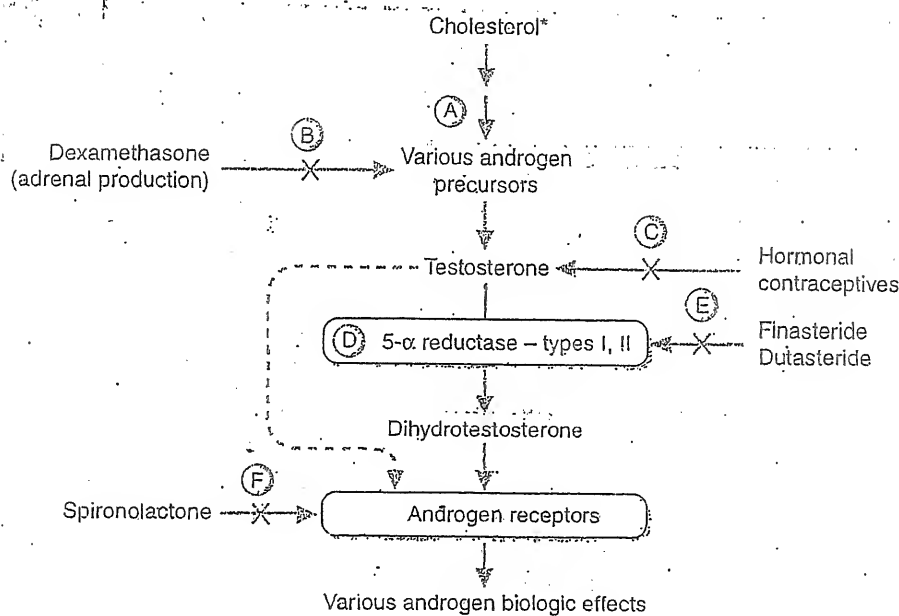 Cholesterol*
A
B
Dexamethasone
(adrenal production)
Various androgen
precursors
C
Testosterone
Hormonal
contraceptives
E
D 5-α reductase – types I, II
Finasteride
Dutasteride
Dihydrotestosterone
F
Spironolactone
Androgen receptors
Various androgen biologic effects